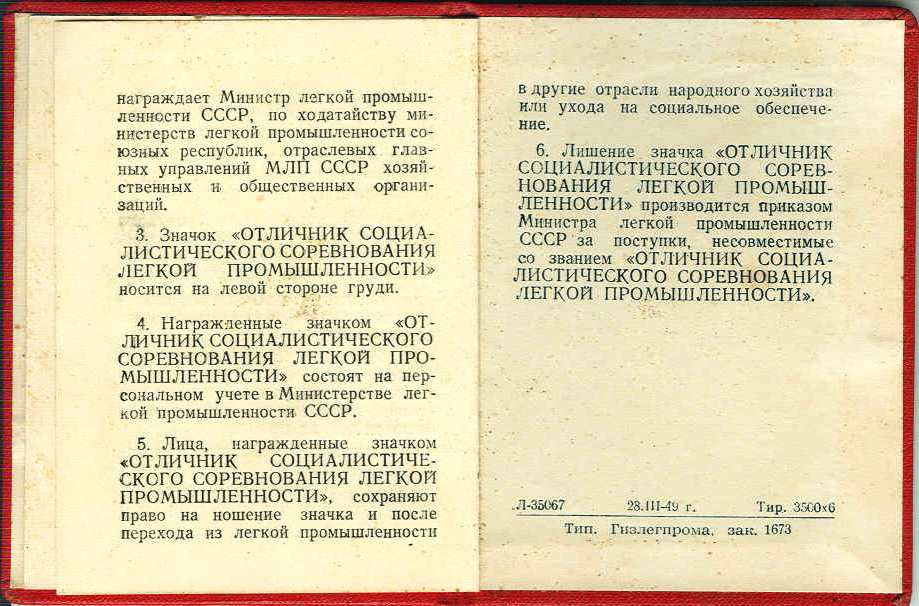 награждает Министр легкой промыш-
ленности СССР, по ходатайству ми-
нистерств легкой промышленности со-
юзных республик, отраслевых глав-
ных управлений МЛП СССР хозяй-
ственных и общественных органи-
заций.
3. Значок «ОТЛИЧНИК СОЦИА-
ЛИСТИЧЕСКОГО СОРЕВНОВАНИЯ
ЛЕГКОЙ ПРОМЫШЛЕННОСТИ»
носится на левой стороне груди.
4. Награжденные значком «ОТ-
ЛИЧНИК СОЦИАЛИСТИЧЕСКОГО
СОРЕВНОВАНИЯ ЛЕГКОЙ ПРО-
МЫШЛЕННОСТИ» состоят на пер-
сональном учете в Министерстве лег-
кой промышленности СССР.
5. Лица, награжденные значком
«ОТЛИЧНИК СОЦИАЛИСТИЧЕ-
СКОГО СОРЕВНОВАНИЯ ЛЕГКОЙ
ПРОМЫШЛЕННОСТИ», сохраняют
право на ношение значка и после
перехода из легкой промышленности
в другие отрасли народного хозяйства
или ухода на социальное обеспече-
ние.
6. Лишение значка «ОТЛИЧНИК
СОЦИАЛИСТИЧЕСКОГО СОРЕВ-
НОВАНИЯ ЛЕГКОЙ ПРОМЫШ-
ЛЕННОСТИ» производится приказом
Министра легкой промышленности
СССР за поступки, несовместимые
со званием «ОТЛИЧНИК СОЦИА-
ЛИСТИЧЕСКОГО СОРЕВНОВАНИЯ
ЛЕГКОЙ ПРОМЫШЛЕННОСТИ».
Л-35067 28.III-49 г. Тир. 3500х6
Тип. Гизлегпрома, зак. 1673